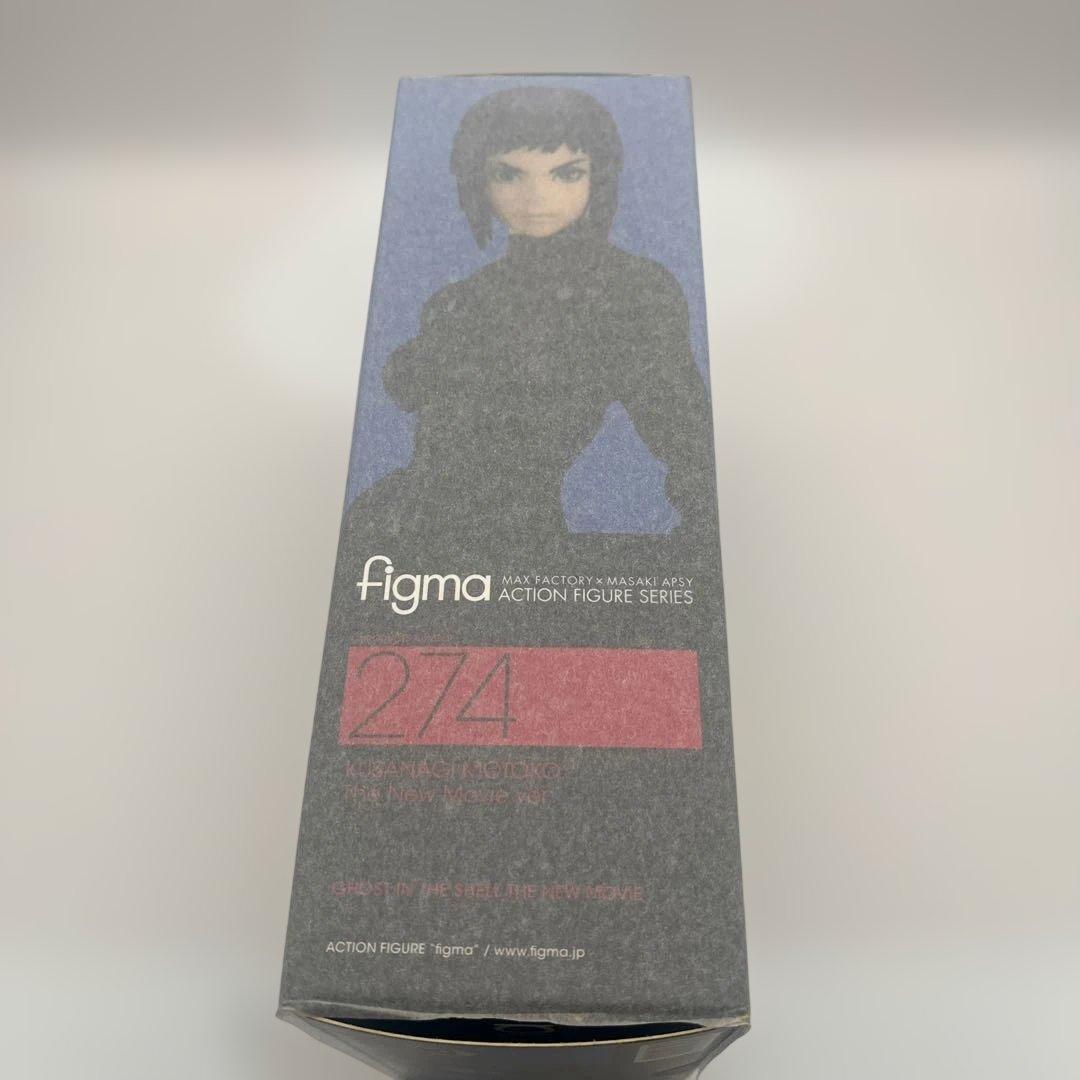 figma
MAX FACTORY × MASAKI APSY
ACTION FIGURE SERIES
274
KUSANAGI MOTOKO
The New Movie ver.
GHOST IN THE SHELL THE NEW MOVIE
ACTION FIGURE "figma" / www.figma.jp